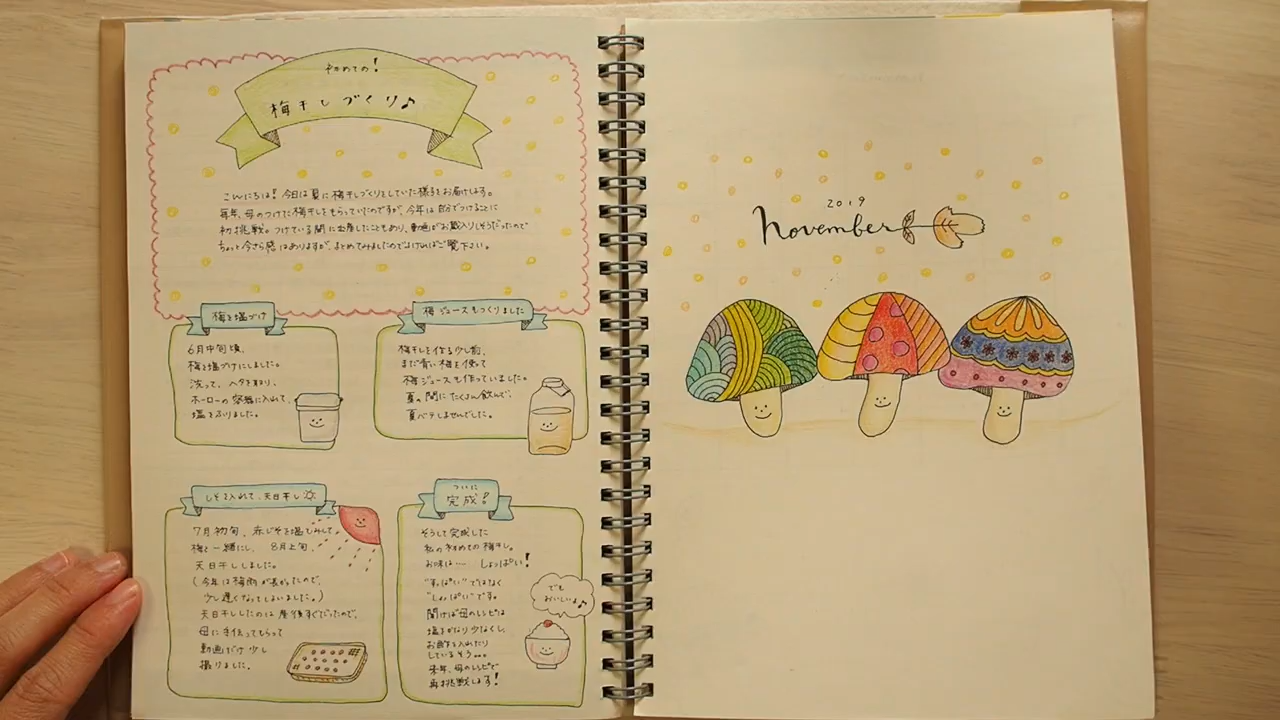 初めての!
梅干しづくり♪
こんにちは! 今日は夏に梅干しづくりをしていた様子をお届けします。
毎年、母のつけた梅干しをもらっていたのですが、今年は自分でつけることに
初挑戦。つけている間に出産したこともあり、動画がお蔵入りしそうだったので
ちょっと今さら感はありますが、まとめてみましたのでよければご覧下さい。
梅を塩づけ
6月中旬頃、
梅を塩づけにしました。
洗って、ヘタをとり、
ホーローの容器に入れて、
塩をふりました。
梅ジュースもつくりました
梅干しを作る少し前、
まだ青い梅を使って
梅ジュースも作っていました。
夏の間にたくさん飲んで、
夏バテしませんでした。
しそを入れて、天日干し
7月初旬、赤じそを塩でもみして
梅と一緒にし、8月上旬、
天日干ししました。
(今年は梅雨が長かったので、
少し遅くなってしまいました。)
天日干ししたのは産後すぐだったので、
母に手伝ってもらって
動画だけ少し
撮りました。
ついに
完成!
そうして完成した
私の初めての梅干し。
お味は… しょっぱい!
"すっぱい"ではなく
"しょっぱい"です。
聞けば母のレシピは
塩をかなり少なくし、
お酢を入れたり
しているそう…。
来年、母のレシピで
再挑戦します!
でも
おいしいよ♪
2019
November